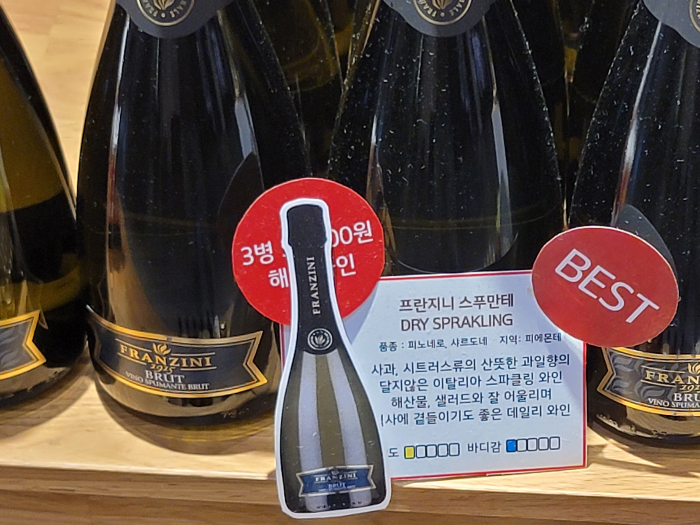 FRANZINI
1915
BRUT
VINO SPUMANTE BRUT
3병
00원
FRANZINI
FRANZINI
BRUT
프란지니 스푸만테
DRY SPRAKLING
품종 : 피노네로, 샤르도네 지역: 피에몬테
사과, 시트러스류의 산뜻한 과일향의
달지않은 이탈리아 스파클링 와인
해산물, 샐러드와 잘 어울리며
사에 곁들이기도 좋은 데일리 와인
도 바디감
BEST
FRANZ
BRU
VINO SPUMANTE